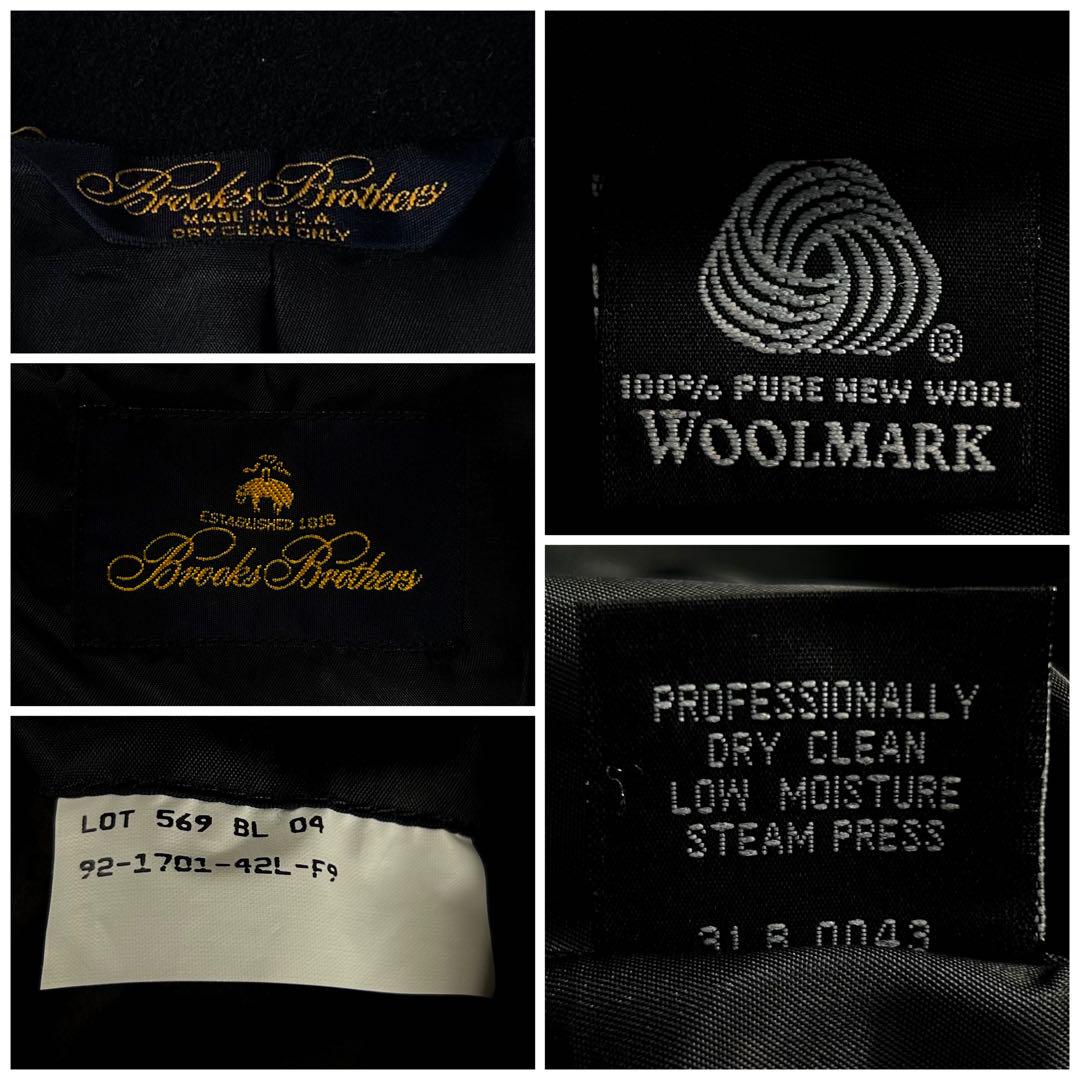 Brooks Brothers
MADE IN U.S.A.
DRY CLEAN ONLY
ESTABLISHED 1818
Brooks Brothers
LOT 569 BL 04
92-1701-42L-F9
®
100% PURE NEW WOOL
WOOLMARK
PROFESSIONALLY
DRY CLEAN
LOW MOISTURE
STEAM PRESS
0043